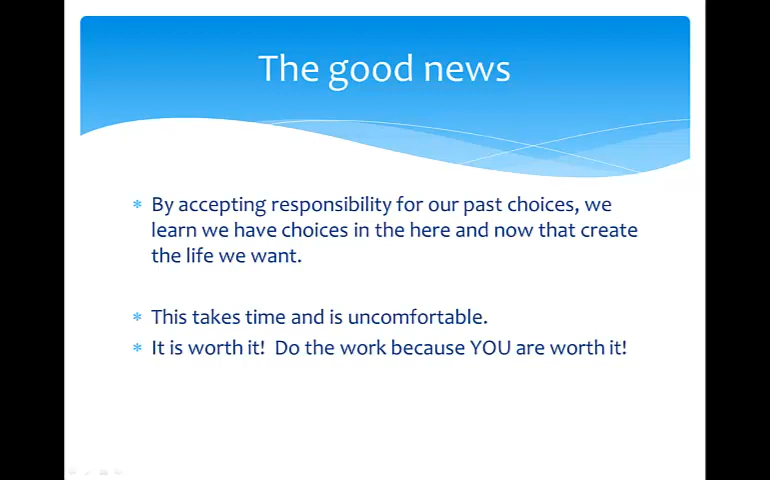 The good news
* By accepting responsibility for our past choices, we
learn we have choices in the here and now that create
the life we want.
* This takes time and is uncomfortable.
* It is worth it!  Do the work because YOU are worth it!